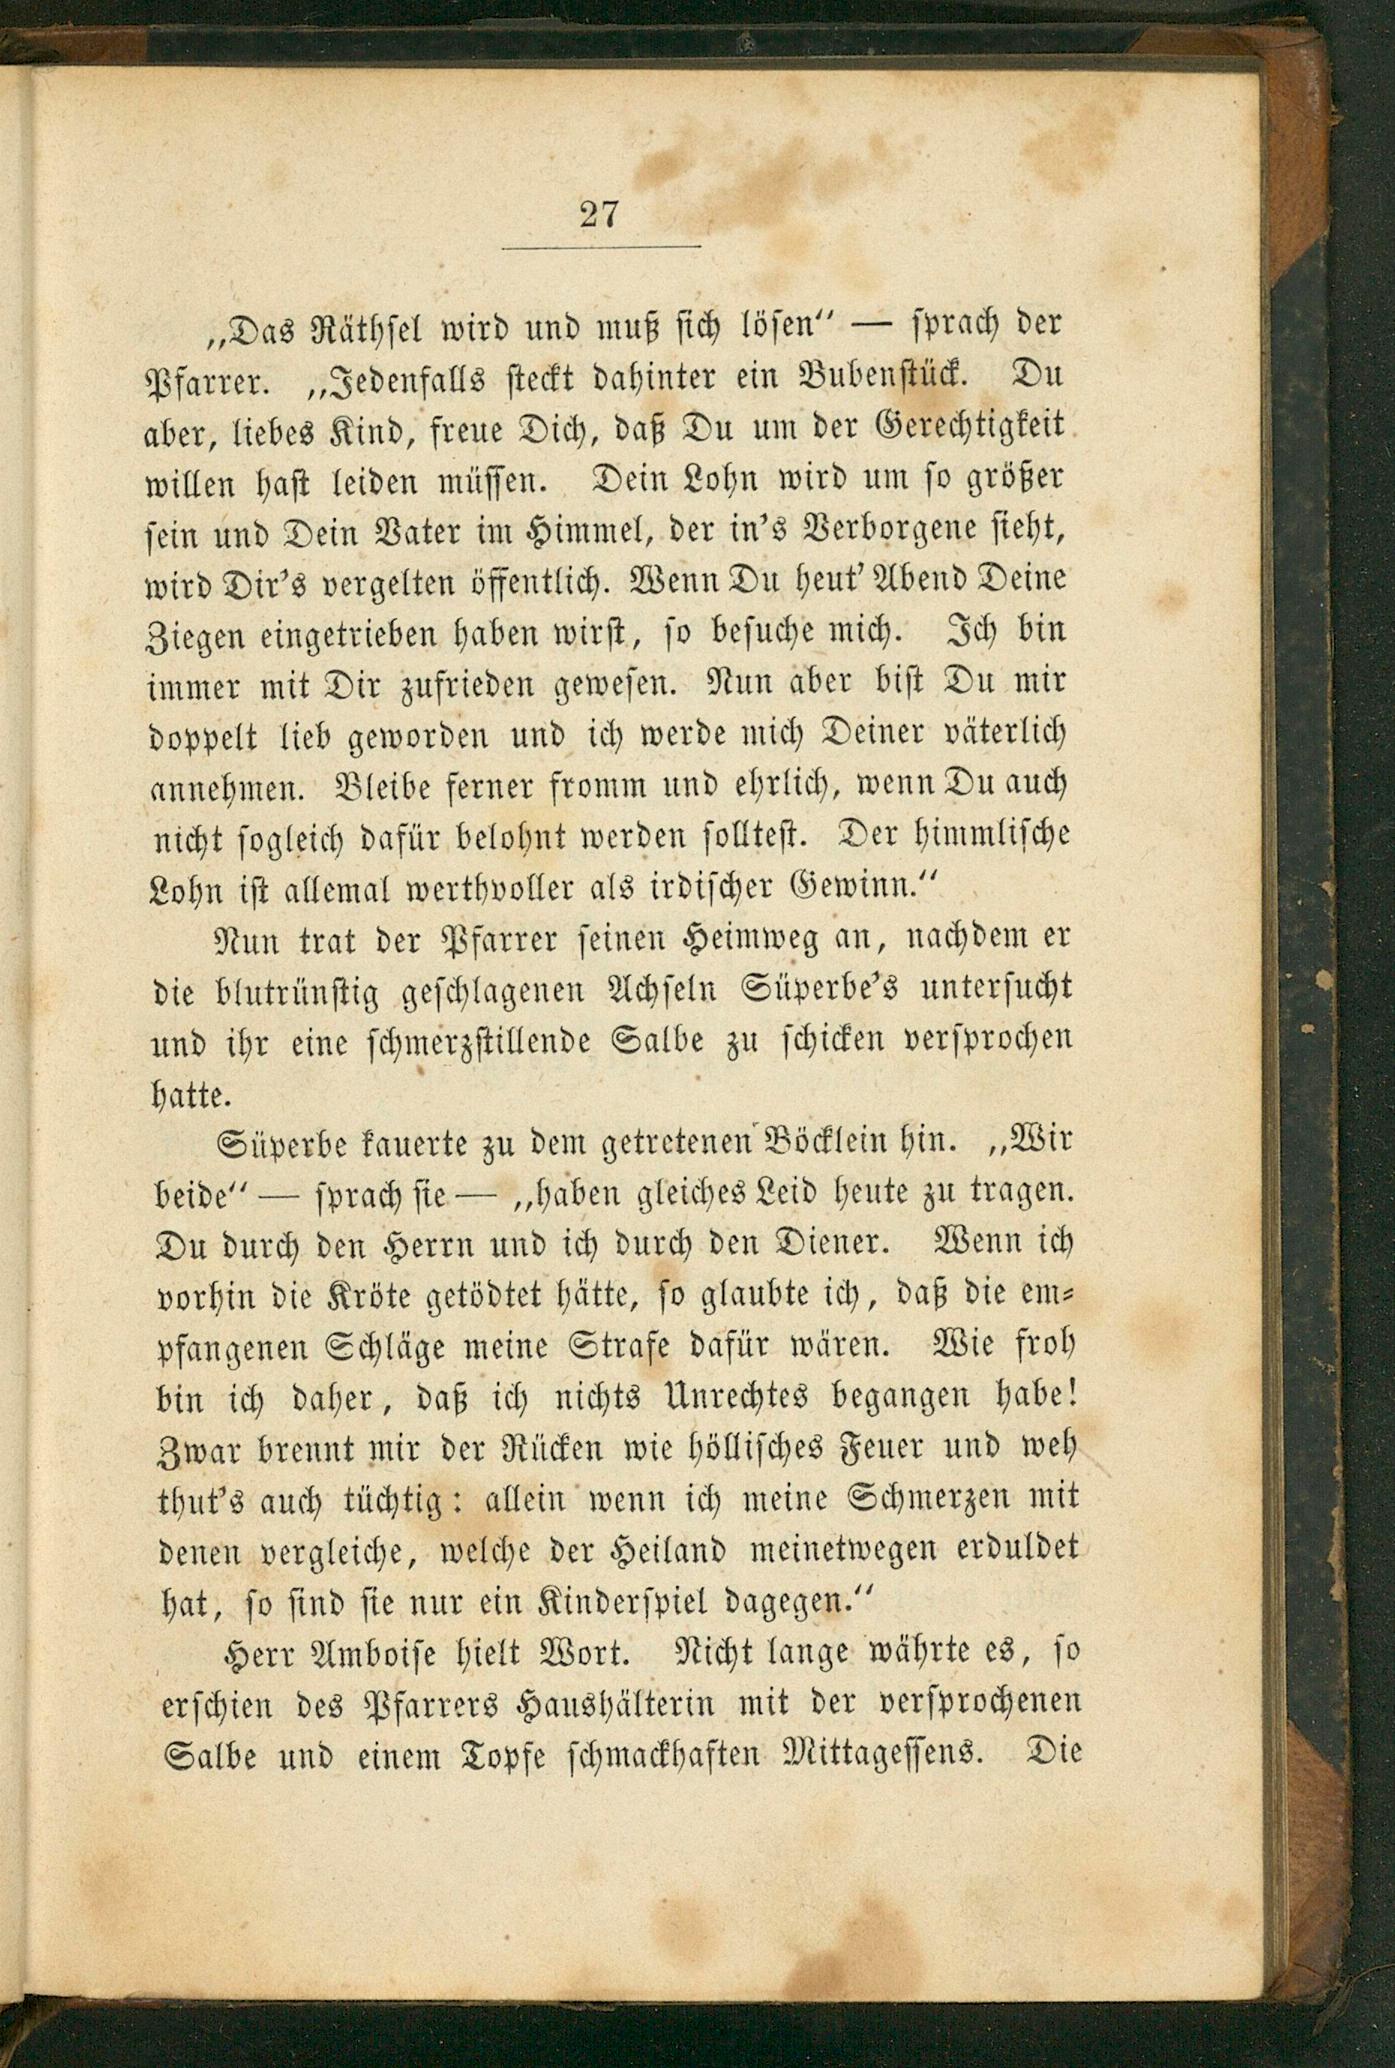 27
„Das Räthsel wird und muß sich lösen“ — sprach der
Pfarrer. „Jedenfalls steckt dahinter ein Bubenstück. Du
aber, liebes Kind, freue Dich, daß Du um der Gerechtigkeit
willen hast leiden müssen. Dein Lohn wird um so größer
sein und Dein Vater im Himmel, der in's Verborgene sieht,
wird Dir's vergelten öffentlich. Wenn Du heut' Abend Deine
Ziegen eingetrieben haben wirst, so besuche mich. Ich bin
immer mit Dir zufrieden gewesen. Nun aber bist Du mir
doppelt lieb geworden und ich werde mich Deiner väterlich
annehmen. Bleibe ferner fromm und ehrlich, wenn Du auch
nicht sogleich dafür belohnt werden solltest. Der himmlische
Lohn ist allemal werthvoller als irdischer Gewinn.“
Nun trat der Pfarrer seinen Heimweg an, nachdem er
die blutrünstig geschlagenen Achseln Süperbe's untersucht
und ihr eine schmerzstillende Salbe zu schicken versprochen
hatte.
Süperbe kauerte zu dem getretenen Böcklein hin. „Wir
beide“ — sprach sie — „haben gleiches Leid heute zu tragen.
Du durch den Herrn und ich durch den Diener. Wenn ich
vorhin die Kröte getödtet hätte, so glaubte ich, daß die em-
pfangenen Schläge meine Strafe dafür wären. Wie froh
bin ich daher, daß ich nichts Unrechtes begangen habe!
Zwar brennt mir der Rücken wie höllisches Feuer und weh
thut's auch tüchtig: allein wenn ich meine Schmerzen mit
denen vergleiche, welche der Heiland meinetwegen erduldet
hat, so sind sie nur ein Kinderspiel dagegen.“
Herr Amboise hielt Wort. Nicht lange währte es, so
erschien des Pfarrers Haushälterin mit der versprochenen
Salbe und einem Topfe schmackhaften Mittagessens. Die